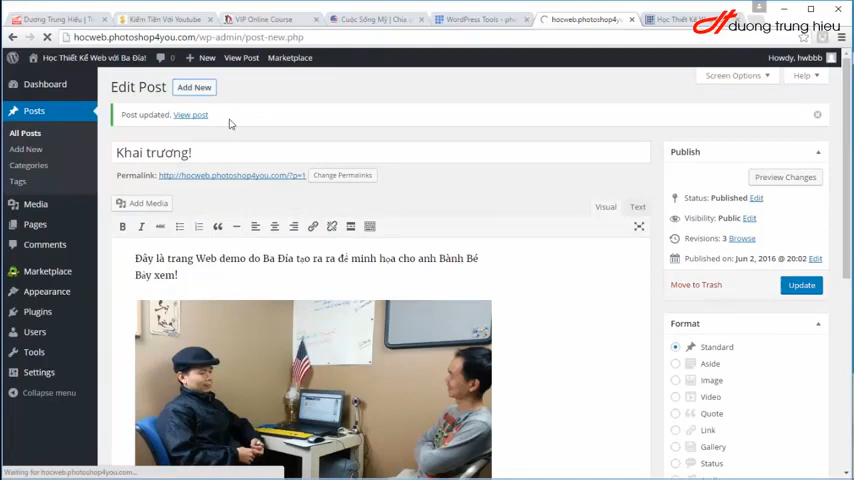 Dương Trung Hiếu | T
Kiếm Tiền Với Youtube
VIP Online Course
Cuộc Sống Mỹ | Chia s
WordPress Tools -
hocweb.photoshop4y
Học Thiết Kế W
duong trung hieu
hocweb.photoshop4you.com/wp-admin/post-new.php
Học Thiết Kế Web với Ba Đía! 0 New View Post Marketplace Howdy, hwbbb
Dashboard
Posts
All Posts
Add New
Categories
Tags
Media
Pages
Comments
Marketplace
Appearance
Plugins
Users
Tools
Settings
Collapse menu
Screen Options Help
Edit Post Add New
Post updated. View post
Khai trương!
Permalink: http://hocweb.photoshop4you.com/?p=1 Change Permalinks
Add Media
Visual Text
Đây là trang Web demo do Ba Đía tạo ra ra để minh họa cho anh Bành Bé
Bảy xem!
Publish
Preview Changes
Status: Published Edit
Visibility: Public Edit
Revisions: 3 Browse
Published on: Jun 2, 2016 @ 20:02 Edit
Move to Trash Update
Format
Standard
Aside
Image
Video
Quote
Link
Gallery
Status
Waiting for hocweb.photoshop4you.com...